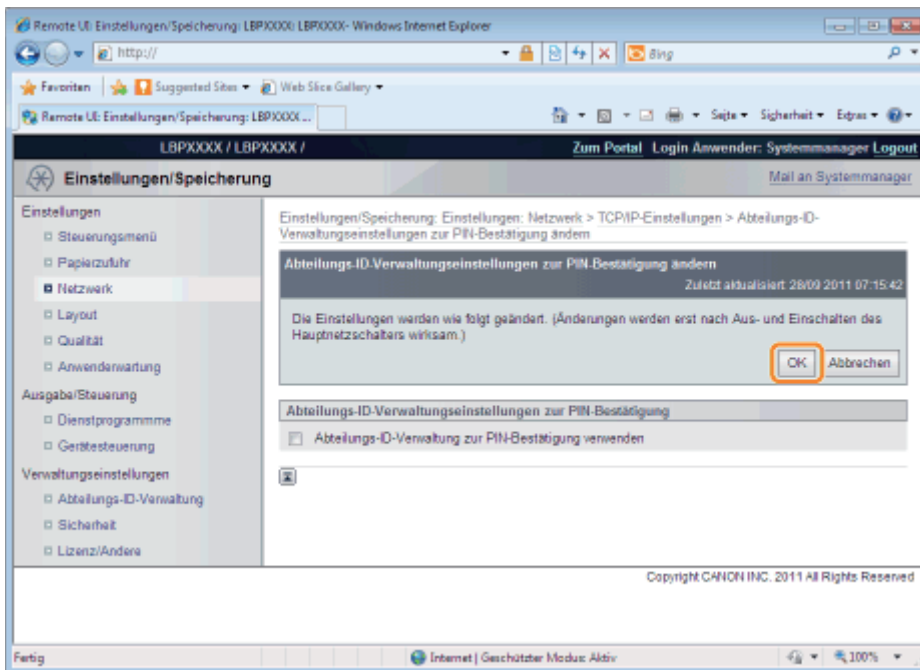 Remote UI: Einstellungen/Speicherung: LBPXXXX: LBPXXXX- Windows Internet Explorer
http://
Bing
Favoriten Suggested Sites Web Slice Gallery
Remote UI: Einstellungen/Speicherung: LBPXXXX ...
Seite Sicherheit Extras
LBPXXXX / LBPXXXX / Zum Portal Login Anwender: Systemmanager Logout
Einstellungen/Speicherung Mail an Systemmanager
Einstellungen
Steuerungsmenü
Papierzufuhr
Netzwerk
Layout
Qualität
Anwenderwartung
Ausgabe/Steuerung
Dienstprogrammme
Gerätesteuerung
Verwaltungseinstellungen
Abteilungs-ID-Verwaltung
Sicherheit
Lizenz/Andere
Einstellungen/Speicherung: Einstellungen: Netzwerk > TCP/IP-Einstellungen > Abteilungs-ID-
Verwaltungseinstellungen zur PIN-Bestätigung ändern
Abteilungs-ID-Verwaltungseinstellungen zur PIN-Bestätigung ändern
Zuletzt aktualisiert: 28/09 2011 07:15:42
Die Einstellungen werden wie folgt geändert. (Änderungen werden erst nach Aus- und Einschalten des
Hauptnetzschalters wirksam.)
OK Abbrechen
Abteilungs-ID-Verwaltungseinstellungen zur PIN-Bestätigung
Abteilungs-ID-Verwaltung zur PIN-Bestätigung verwenden
Copyright CANON INC. 2011 All Rights Reserved
Fertig Internet | Geschützter Modus: Aktiv 100%